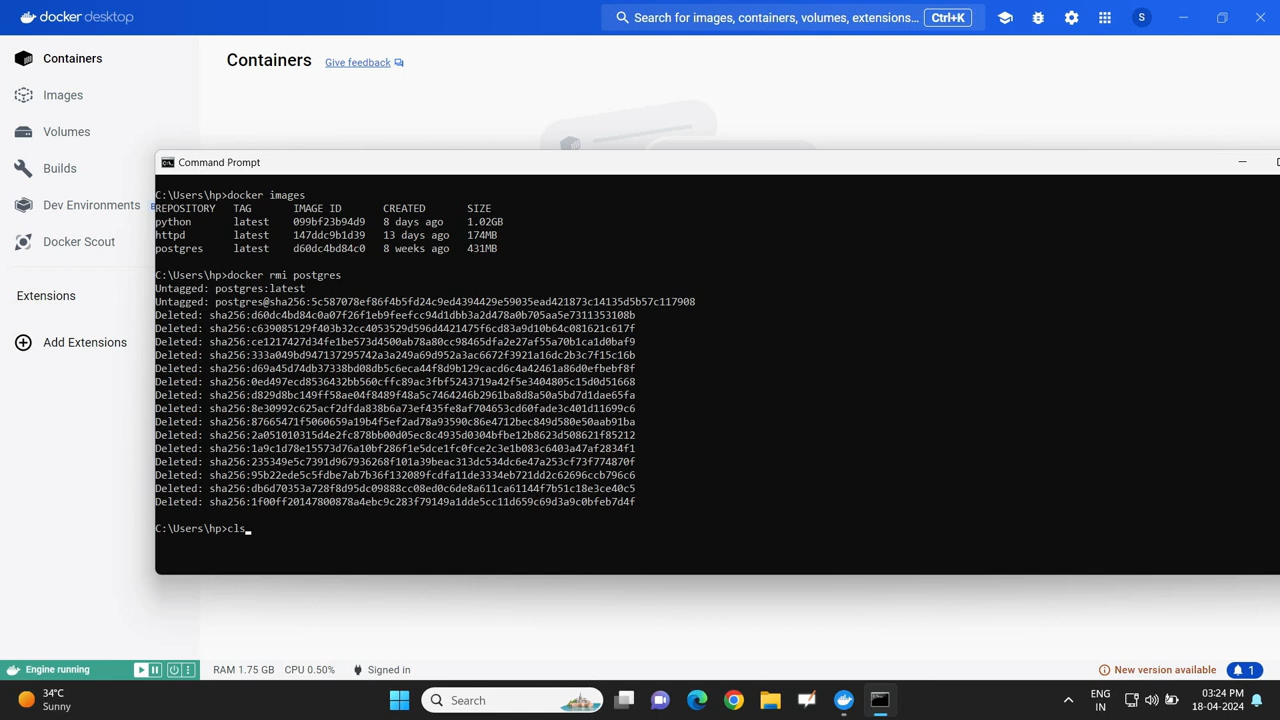 docker desktop
Search for images, containers, volumes, extensions...
Ctrl+K
S
Containers
Images
Volumes
Builds
Dev Environments
Docker Scout
Extensions
Add Extensions
Containers
Give feedback
Command Prompt
C:\Users\hp>docker images
REPOSITORY TAG IMAGE ID CREATED SIZE
python latest 099bf23b94d9 8 days ago 1.02GB
httpd latest 147ddc9b1d39 13 days ago 174MB
postgres latest d60dc4bd84c0 8 weeks ago 431MB
C:\Users\hp>docker rmi postgres
Untagged: postgres:latest
Untagged: postgres@sha256:5c587078ef86f4b5fd24c9ed4394429e59035ead421873c14135d5b57c117908
Deleted: sha256:d60dc4bd84c0a07f26f1eb9feefcc94d1dbb3a2d478a0b705aa5e7311353108b
Deleted: sha256:c639085129f403b32cc4053529d596d4421475f6cd83a9d10b64c081621c617f
Deleted: sha256:ce1217427d34fe1be573d4500ab78a80cc98465dfa2e27af55a70b1ca1d0baf9
Deleted: sha256:333a049bd947137295742a3a249a69d952a3ac6672f3921a16dc2b3c7f15c16b
Deleted: sha256:d69a45d74db37338bd08db5c6eca44f8d9b129cacd6c4a42461a86d0efbebf8f
Deleted: sha256:0ed497ecd8536432bb560cffc89ac3fbf5243719a42f5e3404805c15d0d51668
Deleted: sha256:d829d8bc149ff58ae04f8489f48a5c7464246b2961ba8d8a50a5bd7d1dae65fa
Deleted: sha256:8e30992c625acf2dfda838b6a73ef435fe8af704653cd60fade3c401d11699c6
Deleted: sha256:87665471f5060659a19b4f5ef2ad78a93590c86e4712bec849d580e50aab91ba
Deleted: sha256:2a051010315d4e2fc878bb00d05ec8c4935d0304bfbe12b8623d508621f85212
Deleted: sha256:1a9c1d78e15573d76a10bf286f1e5dce1fc0fce2c3e1b083c6403a47af2834f1
Deleted: sha256:235349e5c7391d967936268f101a39beac313dc534dc6e47a253cf73f774870f
Deleted: sha256:95b22ede5c5fdbe7ab7b36f132089fcdfa11de3334eb721dd2c62696ccb796c6
Deleted: sha256:db6d70353a728f8d95dc09888cc08ed0c6de8a611ca61144f7b51c18e3ce40c5
Deleted: sha256:1f00ff20147800878a4ebc9c283f79149a1dde5cc11d659c69d3a9c0bfeb7d4f
C:\Users\hp>cls
Engine running
RAM 1.75 GB CPU 0.50%
Signed in
New version available
1
34°C
Sunny
Search
ENG
IN
03:24 PM
18-04-2024